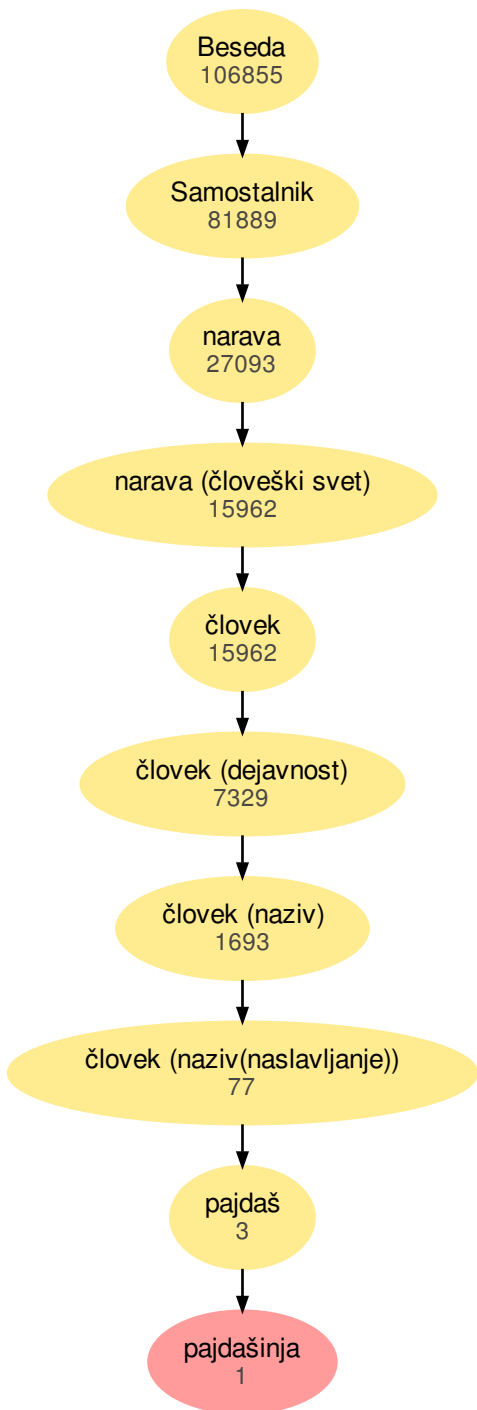 Beseda
106855
Samostalnik
81889
narava
27093
narava (človeški svet)
15962
človek
15962
človek (dejavnost)
7329
človek (naziv)
1693
človek (naziv(naslavljanje))
77
pajdaš
3
pajdašinja
1